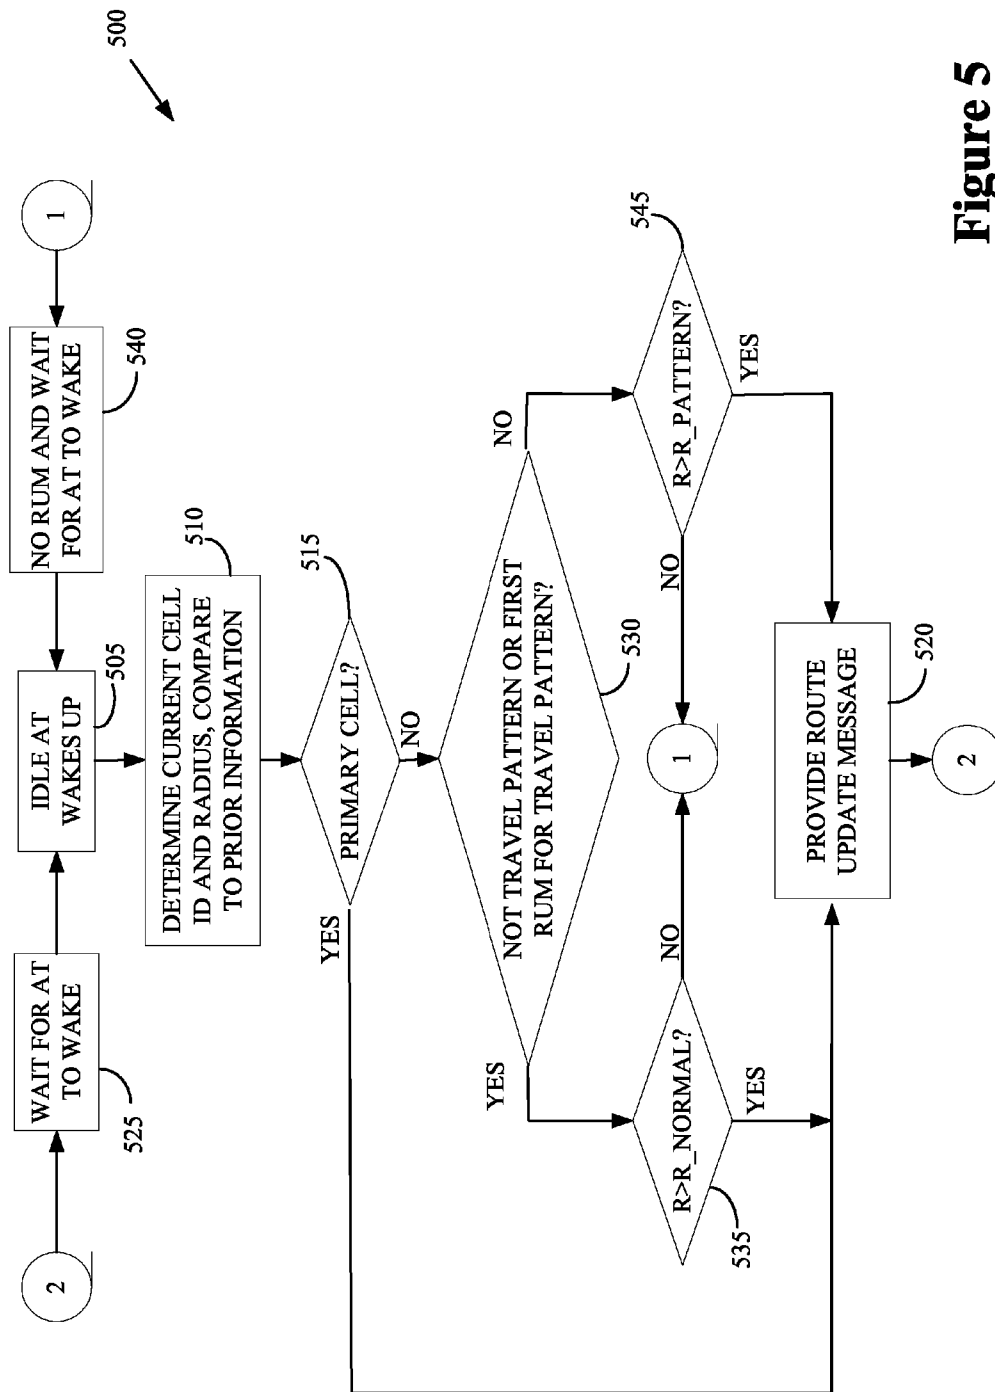 500
2
WAIT FOR AT
TO WAKE
525
IDLE AT
WAKES UP
505
NO RUM AND WAIT
FOR AT TO WAKE
540
1
DETERMINE CURRENT CELL
ID AND RADIUS, COMPARE
TO PRIOR INFORMATION
510
PRIMARY CELL?
515
YES
NO
NOT TRAVEL PATTERN OR FIRST
RUM FOR TRAVEL PATTERN?
530
YES
NO
R>R_NORMAL?
535
NO
YES
1
R>R_PATTERN?
545
NO
YES
PROVIDE ROUTE
UPDATE MESSAGE
520
2
Figure 5